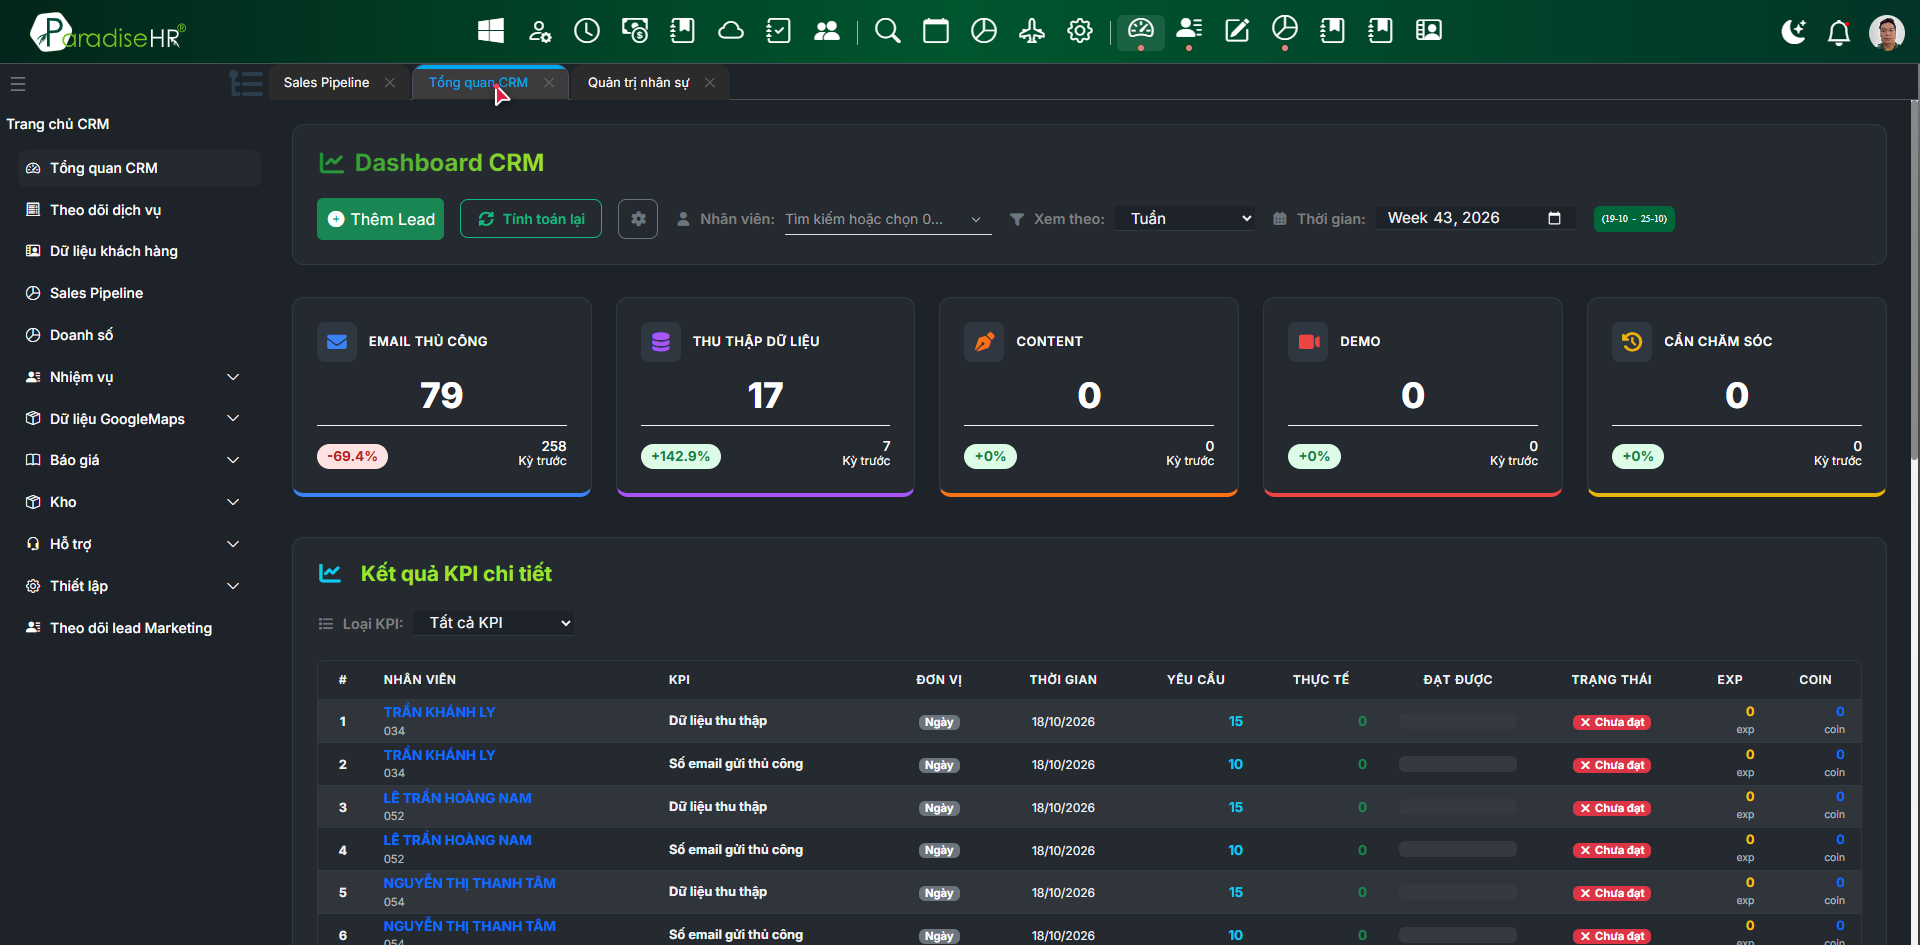 ParadiseHR®
Sales Pipeline
Tổng quan CRM
Quản trị nhân sự
Trang chủ CRM
Tổng quan CRM
Theo dõi dịch vụ
Dữ liệu khách hàng
Sales Pipeline
Doanh số
Nhiệm vụ
Dữ liệu GoogleMaps
Báo giá
Kho
Hỗ trợ
Thiết lập
Theo dõi lead Marketing
Dashboard CRM
Thêm Lead
Tính toán lại
Nhân viên: Tìm kiếm hoặc chọn 0...
Xem theo: Tuần
Thời gian: Week 43, 2026
(19-10 - 25-10)
EMAIL THỦ CÔNG
79
-69.4%
258
Kỳ trước
THU THẬP DỮ LIỆU
17
+142.9%
7
Kỳ trước
CONTENT
0
+0%
0
Kỳ trước
DEMO
0
+0%
0
Kỳ trước
CẦN CHĂM SÓC
0
+0%
0
Kỳ trước
Kết quả KPI chi tiết
Loại KPI: Tất cả KPI
# NHÂN VIÊN KPI ĐƠN VỊ THỜI GIAN YÊU CẦU THỰC TẾ ĐẠT ĐƯỢC TRẠNG THÁI EXP COIN
1 TRẦN KHÁNH LY Dữ liệu thu thập Ngày 18/10/2026 15 0 Chưa đạt 0 0
034 exp coin
2 TRẦN KHÁNH LY Số email gửi thủ công Ngày 18/10/2026 10 0 Chưa đạt 0 0
034 exp coin
3 LÊ TRẦN HOÀNG NAM Dữ liệu thu thập Ngày 18/10/2026 15 0 Chưa đạt 0 0
052 exp coin
4 LÊ TRẦN HOÀNG NAM Số email gửi thủ công Ngày 18/10/2026 10 0 Chưa đạt 0 0
052 exp coin
5 NGUYỄN THỊ THANH TÂM Dữ liệu thu thập Ngày 18/10/2026 15 0 Chưa đạt 0 0
054 exp coin
6 NGUYỄN THỊ THANH TÂM Số email gửi thủ công Ngày 18/10/2026 10 0 Chưa đạt 0 0
054 exp coin